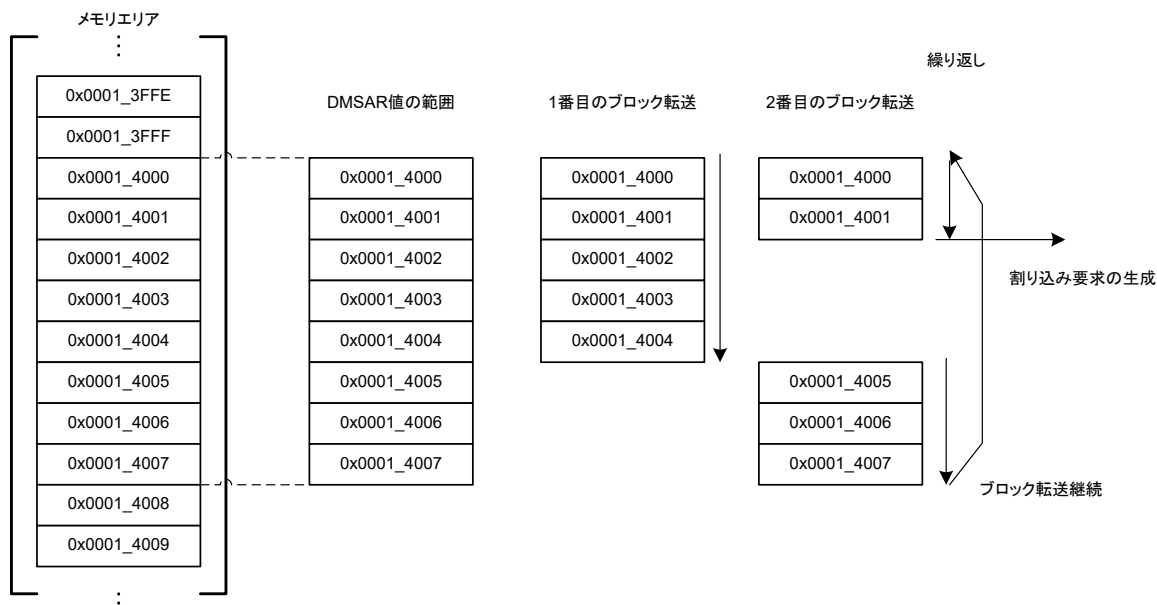 メモリエリア
⋮
0x0001_3FFE
0x0001_3FFF
0x0001_4000
0x0001_4001
0x0001_4002
0x0001_4003
0x0001_4004
0x0001_4005
0x0001_4006
0x0001_4007
0x0001_4008
0x0001_4009
⋮
DMSAR値の範囲
0x0001_4000
0x0001_4001
0x0001_4002
0x0001_4003
0x0001_4004
0x0001_4005
0x0001_4006
0x0001_4007
1番目のブロック転送
0x0001_4000
0x0001_4001
0x0001_4002
0x0001_4003
0x0001_4004
2番目のブロック転送
0x0001_4000
0x0001_4001
0x0001_4005
0x0001_4006
0x0001_4007
繰り返し
割り込み要求の生成
ブロック転送継続